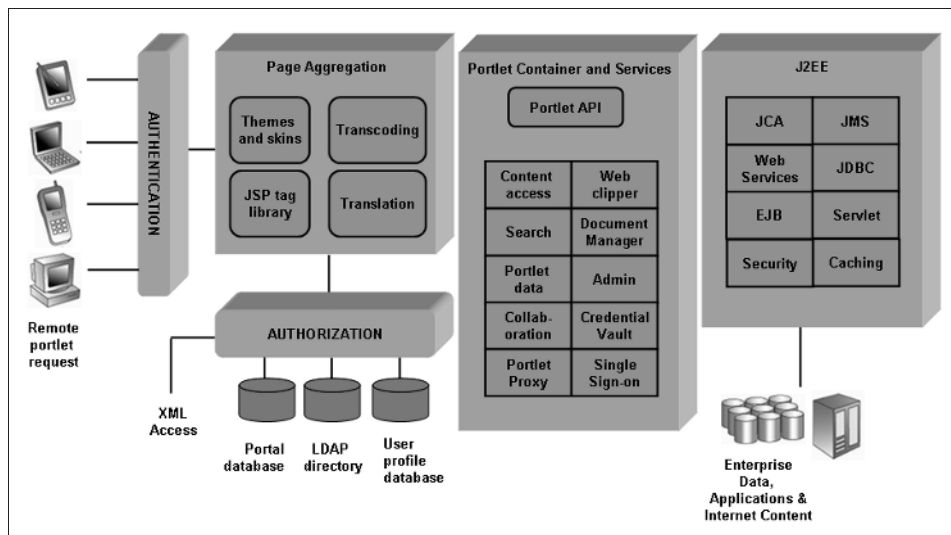 AUTHENTICATION
Remote
portlet
request
Page Aggregation
Themes
and skins
Transcoding
JSP tag
library
Translation
AUTHORIZATION
XML
Access
Portal
database
LDAP
directory
User
profile
database
Portlet Container and Services
Portlet API
Content
access
Web
clipper
Search
Document
Manager
Portlet
data
Admin
Collab-
oration
Credential
Vault
Portlet
Proxy
Single
Sign-on
J2EE
JCA
JMS
Web
Services
JDBC
EJB
Servlet
Security
Caching
Enterprise
Data,
Applications &
Internet Content